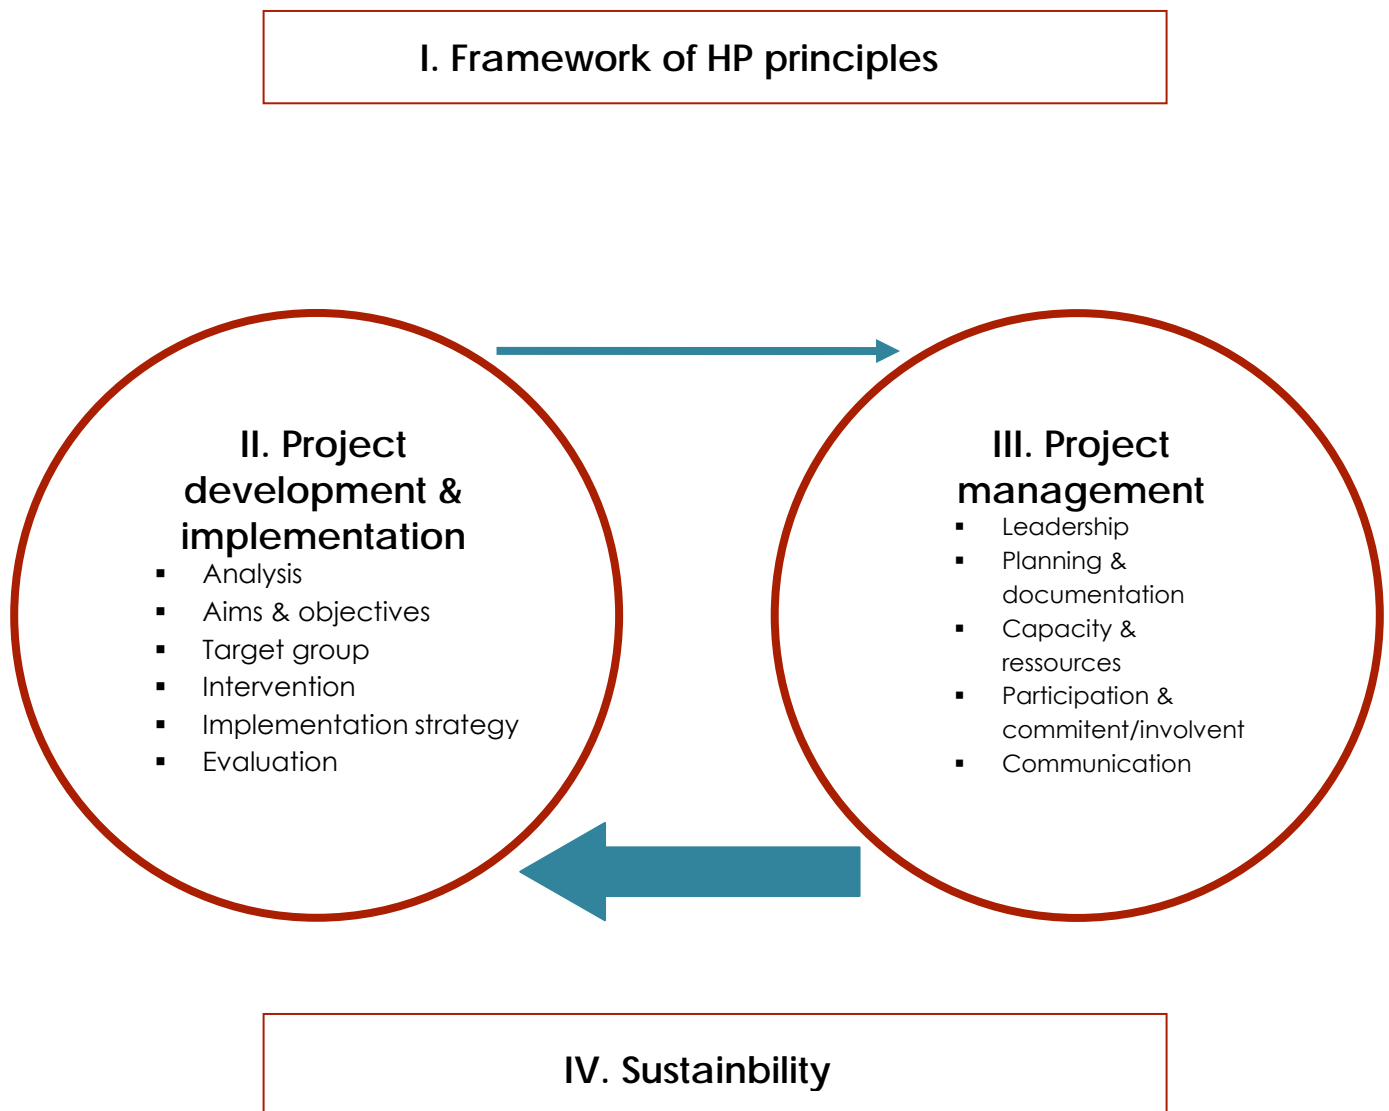 I. Framework of HP principles
II. Project
development &
implementation
▪ Analysis
▪ Aims & objectives
▪ Target group
▪ Intervention
▪ Implementation strategy
▪ Evaluation
III. Project
management
▪ Leadership
▪ Planning &
documentation
▪ Capacity &
ressources
▪ Participation &
commitent/involvent
▪ Communication
IV. Sustainbility